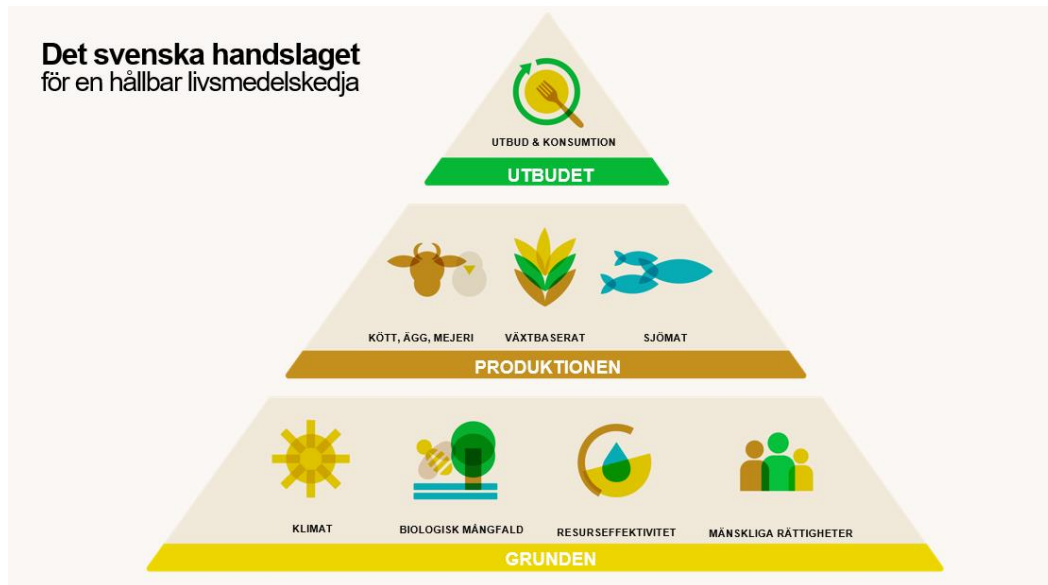 Det svenska handslaget
för en hållbar livsmedelskedja
UTBUD & KONSUMTION
UTBUDET
KÖTT, ÄGG, MEJERI
VÄXTBASERAT
SJÖMAT
PRODUKTIONEN
KLIMAT
BIOLOGISK MÅNGFALD
RESURSEFFEKTIVITET
MÄNSKLIGA RÄTTIGHETER
GRUNDEN